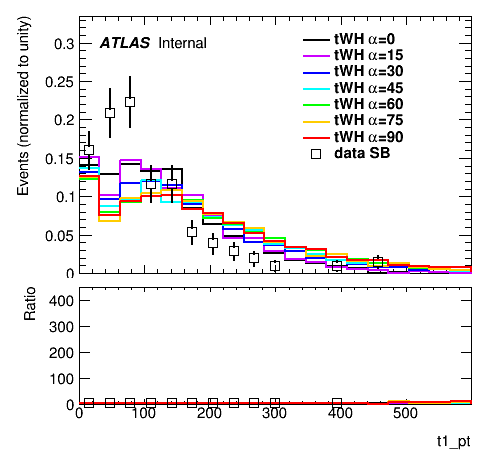 Events (normalized to unity)
0.3
0.25
0.2
0.15
0.1
0.05
0
ATLAS Internal
tWH α=0
tWH α=15
tWH α=30
tWH α=45
tWH α=60
tWH α=75
tWH α=90
data SB
Ratio
400
300
200
100
0
0 100 200 300 400 500
t1_pt